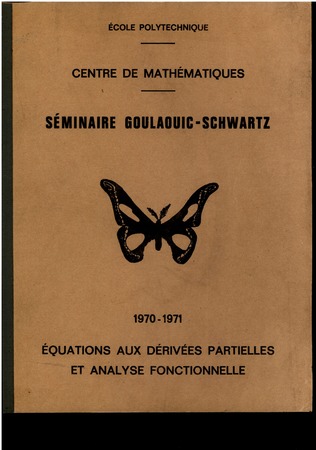 ÉCOLE POLYTECHNIQUE
CENTRE DE MATHÉMATIQUES
SÉMINAIRE GOULAOUIC-SCHWARTZ
1970-1971
ÉQUATIONS AUX DÉRIVÉES PARTIELLES
ET ANALYSE FONCTIONNELLE